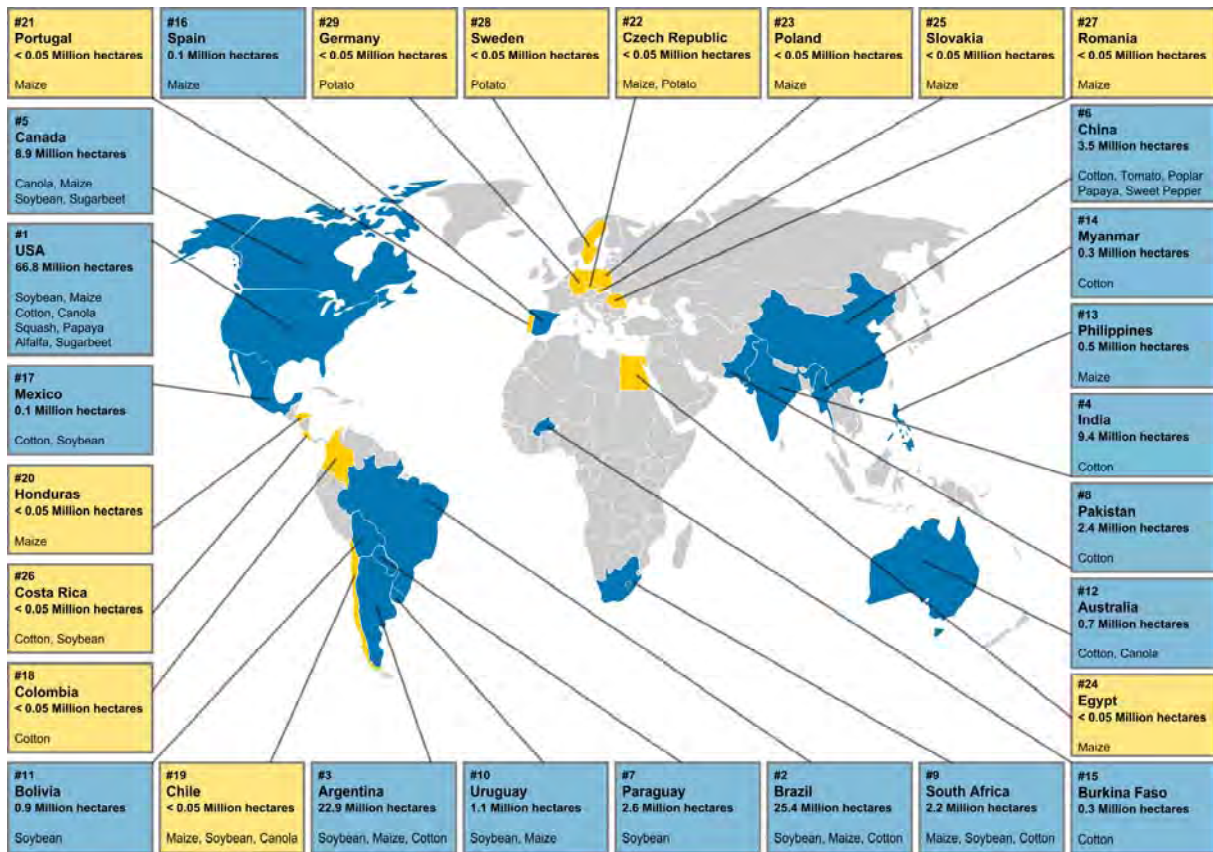 #21
Portugal
< 0.05 Million hectares
Maize
#16
Spain
0.1 Million hectares
Maize
#29
Germany
< 0.05 Million hectares
Potato
#28
Sweden
< 0.05 Million hectares
Potato
#22
Czech Republic
< 0.05 Million hectares
Maize, Potato
#23
Poland
< 0.05 Million hectares
Maize
#25
Slovakia
< 0.05 Million hectares
Maize
#27
Romania
< 0.05 Million hectares
Maize
#5
Canada
8.9 Million hectares
Canola, Maize
Soybean, Sugarbeet
#6
China
3.5 Million hectares
Cotton, Tomato, Poplar
Papaya, Sweet Pepper
#1
USA
66.8 Million hectares
Soybean, Maize
Cotton, Canola
Squash, Papaya
Alfalfa, Sugarbeet
#14
Myanmar
0.3 Million hectares
Cotton
#13
Philippines
0.5 Million hectares
Maize
#17
Mexico
0.1 Million hectares
Cotton, Soybean
#4
India
9.4 Million hectares
Cotton
#20
Honduras
< 0.05 Million hectares
Maize
#8
Pakistan
2.4 Million hectares
Cotton
#26
Costa Rica
< 0.05 Million hectares
Cotton, Soybean
#12
Australia
0.7 Million hectares
Cotton, Canola
#18
Colombia
< 0.05 Million hectares
Cotton
#24
Egypt
< 0.05 Million hectares
Maize
#11
Bolivia
0.9 Million hectares
Soybean
#19
Chile
< 0.05 Million hectares
Maize, Soybean, Canola
#3
Argentina
22.9 Million hectares
Soybean, Maize, Cotton
#10
Uruguay
1.1 Million hectares
Soybean, Maize
#7
Paraguay
2.6 Million hectares
Soybean
#2
Brazil
25.4 Million hectares
Soybean, Maize, Cotton
#9
South Africa
2.2 Million hectares
Maize, Soybean, Cotton
#15
Burkina Faso
0.3 Million hectares
Cotton